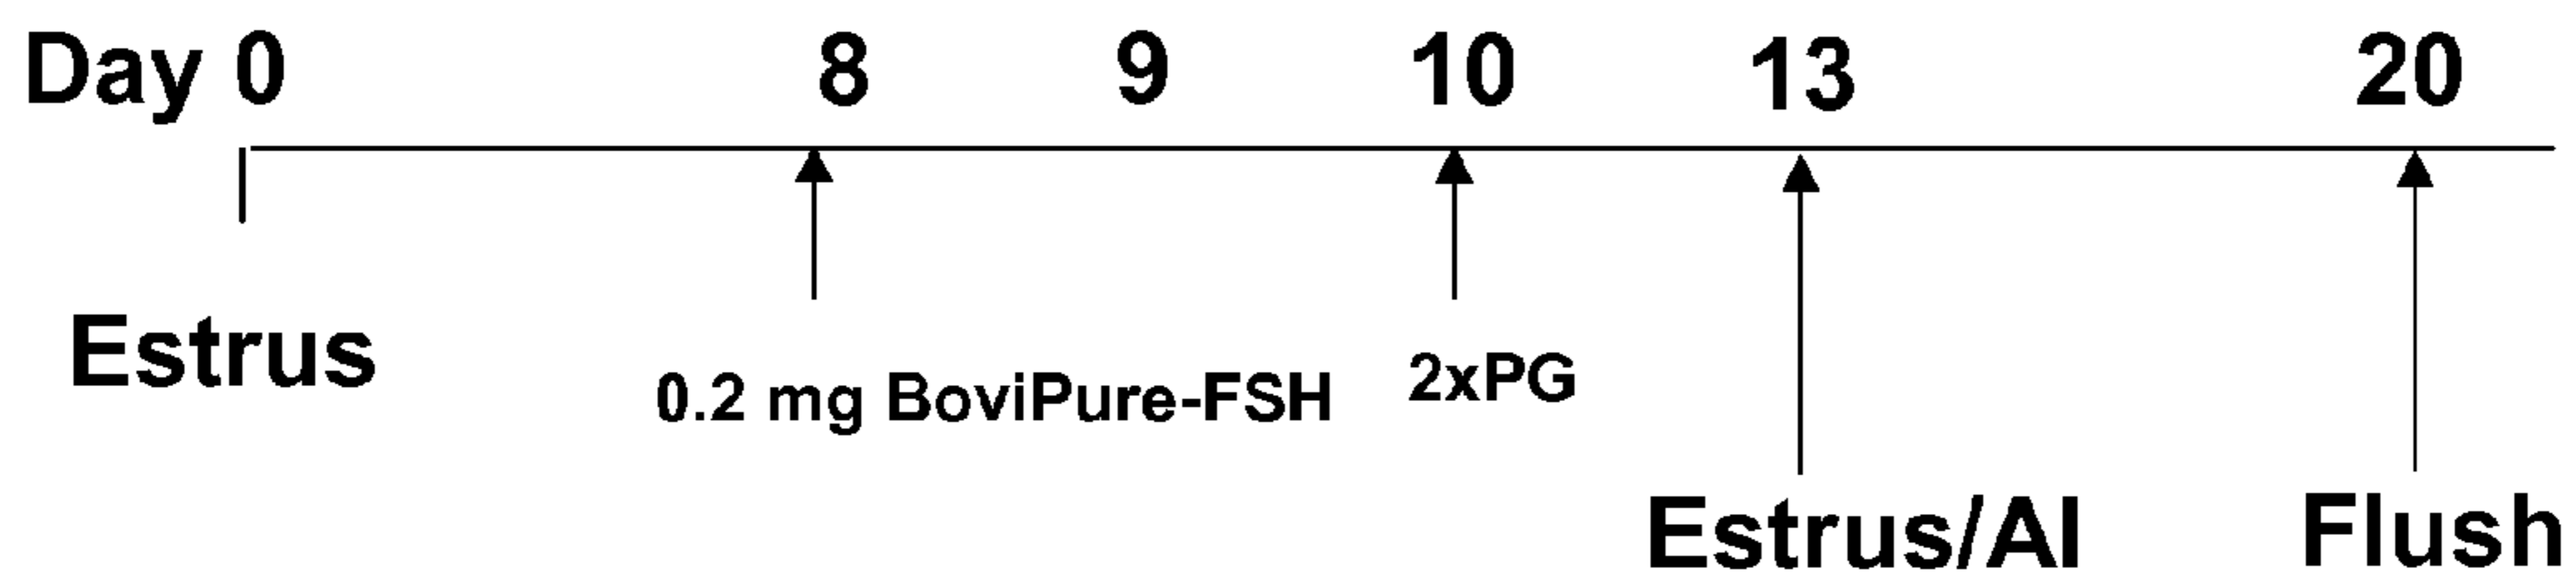 Day 0 8 9 10 13 20
Estrus
0.2 mg BoviPure-FSH
2xPG
Estrus/AI
Flush